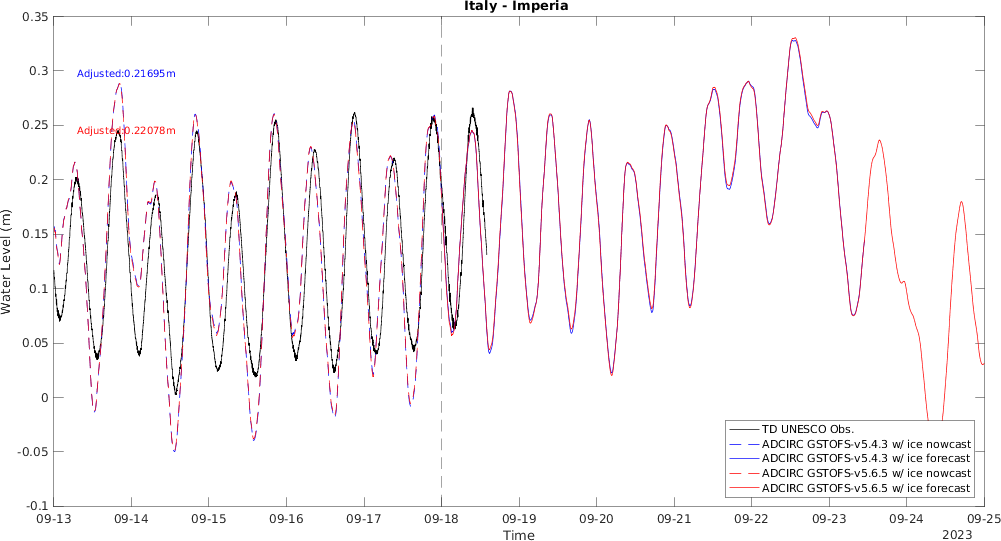 Italy - Imperia
0.35
0.3
0.25
0.2
0.15
0.1
0.05
0
-0.05
-0.1
Water Level (m)
Adjusted:0.21695m
Adjusted:0.22078m
TD UNESCO Obs.
ADCIRC GSTOFS-v5.4.3 w/ ice nowcast
ADCIRC GSTOFS-v5.4.3 w/ ice forecast
ADCIRC GSTOFS-v5.6.5 w/ ice nowcast
ADCIRC GSTOFS-v5.6.5 w/ ice forecast
09-13 09-14 09-15 09-16 09-17 09-18 09-19 09-20 09-21 09-22 09-23 09-24 09-25
Time
2023